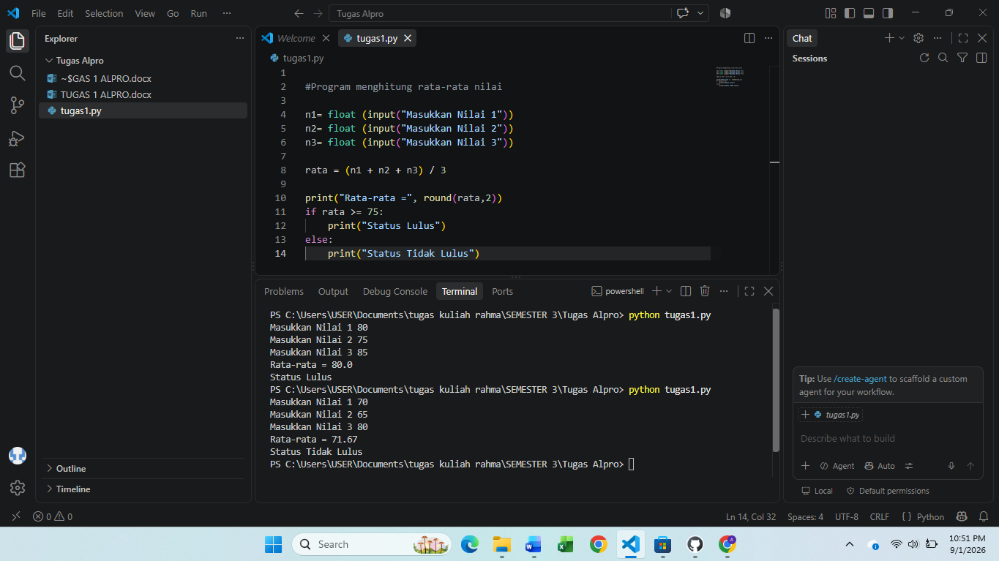 File Edit Selection View Go Run ···
Tugas Alpro
Explorer
Tugas Alpro
~$GAS 1 ALPRO.docx
TUGAS 1 ALPRO.docx
tugas1.py
Outline
Timeline
Welcome
tugas1.py
tugas1.py
1
2 #Program menghitung rata-rata nilai
3
4 n1= float (input("Masukkan Nilai 1"))
5 n2= float (input("Masukkan Nilai 2"))
6 n3= float (input("Masukkan Nilai 3"))
7
8 rata = (n1 + n2 + n3) / 3
9
10 print("Rata-rata =", round(rata,2))
11 if rata >= 75:
12 print("Status Lulus")
13 else:
14 print("Status Tidak Lulus")
Problems Output Debug Console Terminal Ports
powershell
PS C:\Users\USER\Documents\tugas kuliah rahma\SEMESTER 3\Tugas Alpro> python tugas1.py
Masukkan Nilai 1 80
Masukkan Nilai 2 75
Masukkan Nilai 3 85
Rata-rata = 80.0
Status Lulus
PS C:\Users\USER\Documents\tugas kuliah rahma\SEMESTER 3\Tugas Alpro> python tugas1.py
Masukkan Nilai 1 70
Masukkan Nilai 2 65
Masukkan Nilai 3 80
Rata-rata = 71.67
Status Tidak Lulus
PS C:\Users\USER\Documents\tugas kuliah rahma\SEMESTER 3\Tugas Alpro>
Chat
Sessions
Tip: Use /create-agent to scaffold a custom
agent for your workflow.
tugas1.py
Describe what to build
Agent Auto
Local Default permissions
0 0
Ln 14, Col 32 Spaces: 4 UTF-8 CRLF { } Python
Search
10:51 PM
9/1/2026